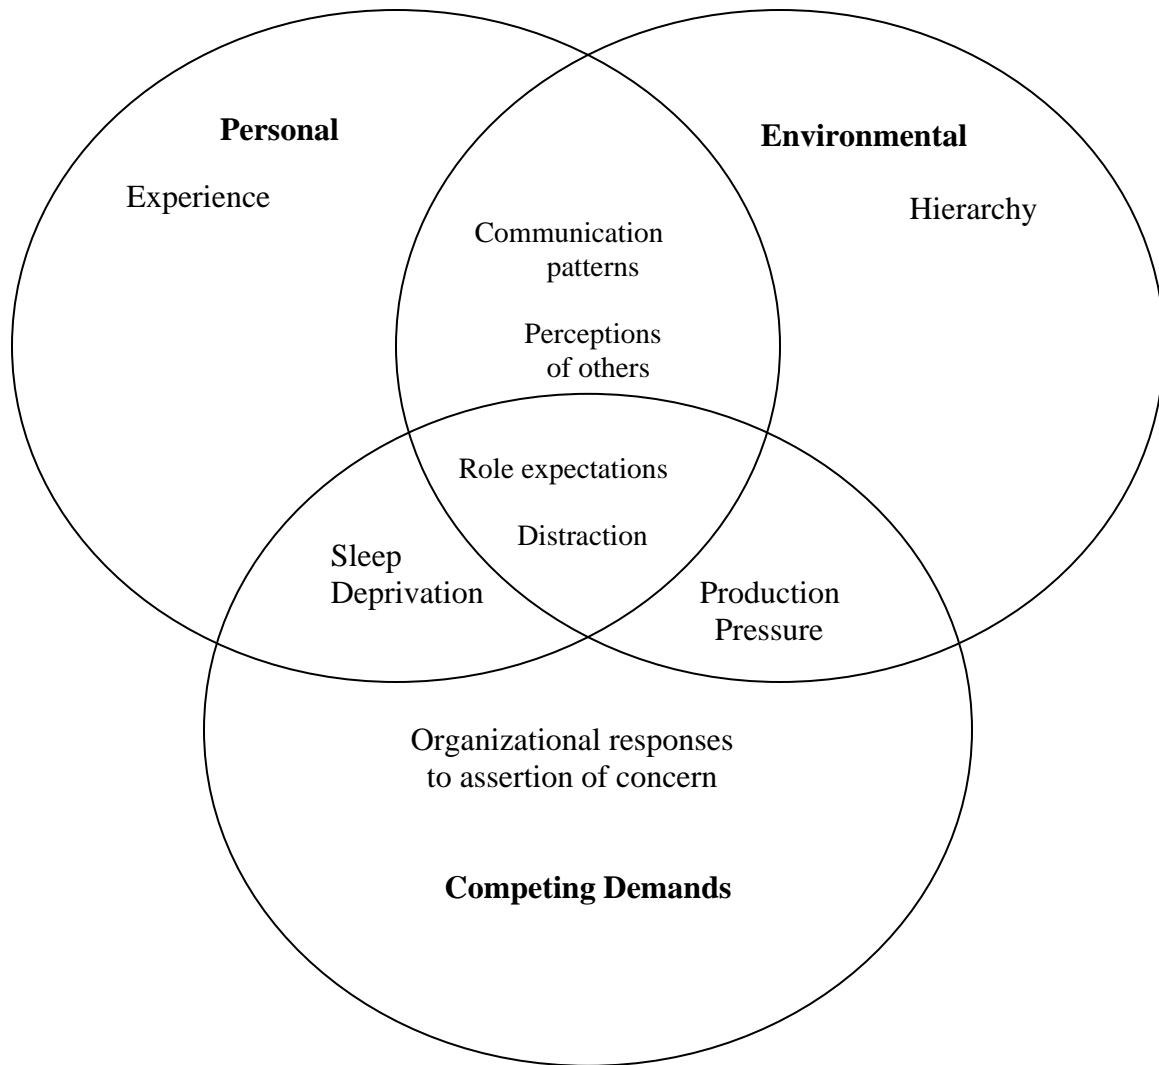 Personal
Environmental
Experience
Hierarchy
Communication
patterns
Perceptions
of others
Role expectations
Distraction
Sleep
Deprivation
Production
Pressure
Organizational responses
to assertion of concern
Competing Demands